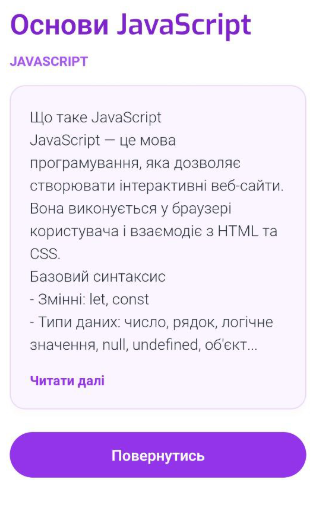 Основи JavaScript
JAVASCRIPT
Що таке JavaScript
JavaScript — це мова
програмування, яка дозволяє
створювати інтерактивні веб-сайти.
Вона виконується у браузері
користувача і взаємодіє з HTML та
CSS.
Базовий синтаксис
- Змінні: let, const
- Типи даних: число, рядок, логічне
значення, null, undefined, об'єкт...
Читати далі
Повернутись